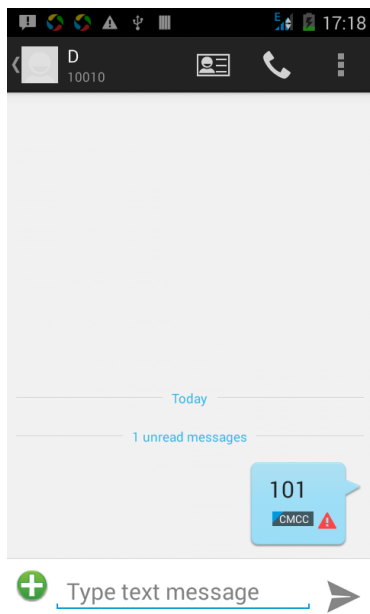 E
17:18
D
10010
Today
1 unread messages
101
CMCC
Type text message